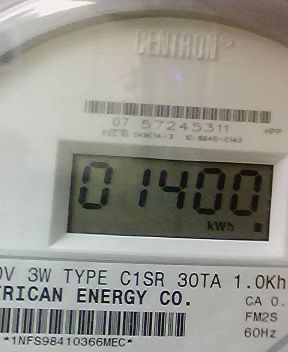 CENTRON®
07 57245311
HPP
01400
kWh
0V 3W TYPE C1SR 30TA 1.0Kh
RICAN ENERGY CO.
CA 0.
FM2S
60Hz
*1NFS98410366MEC*